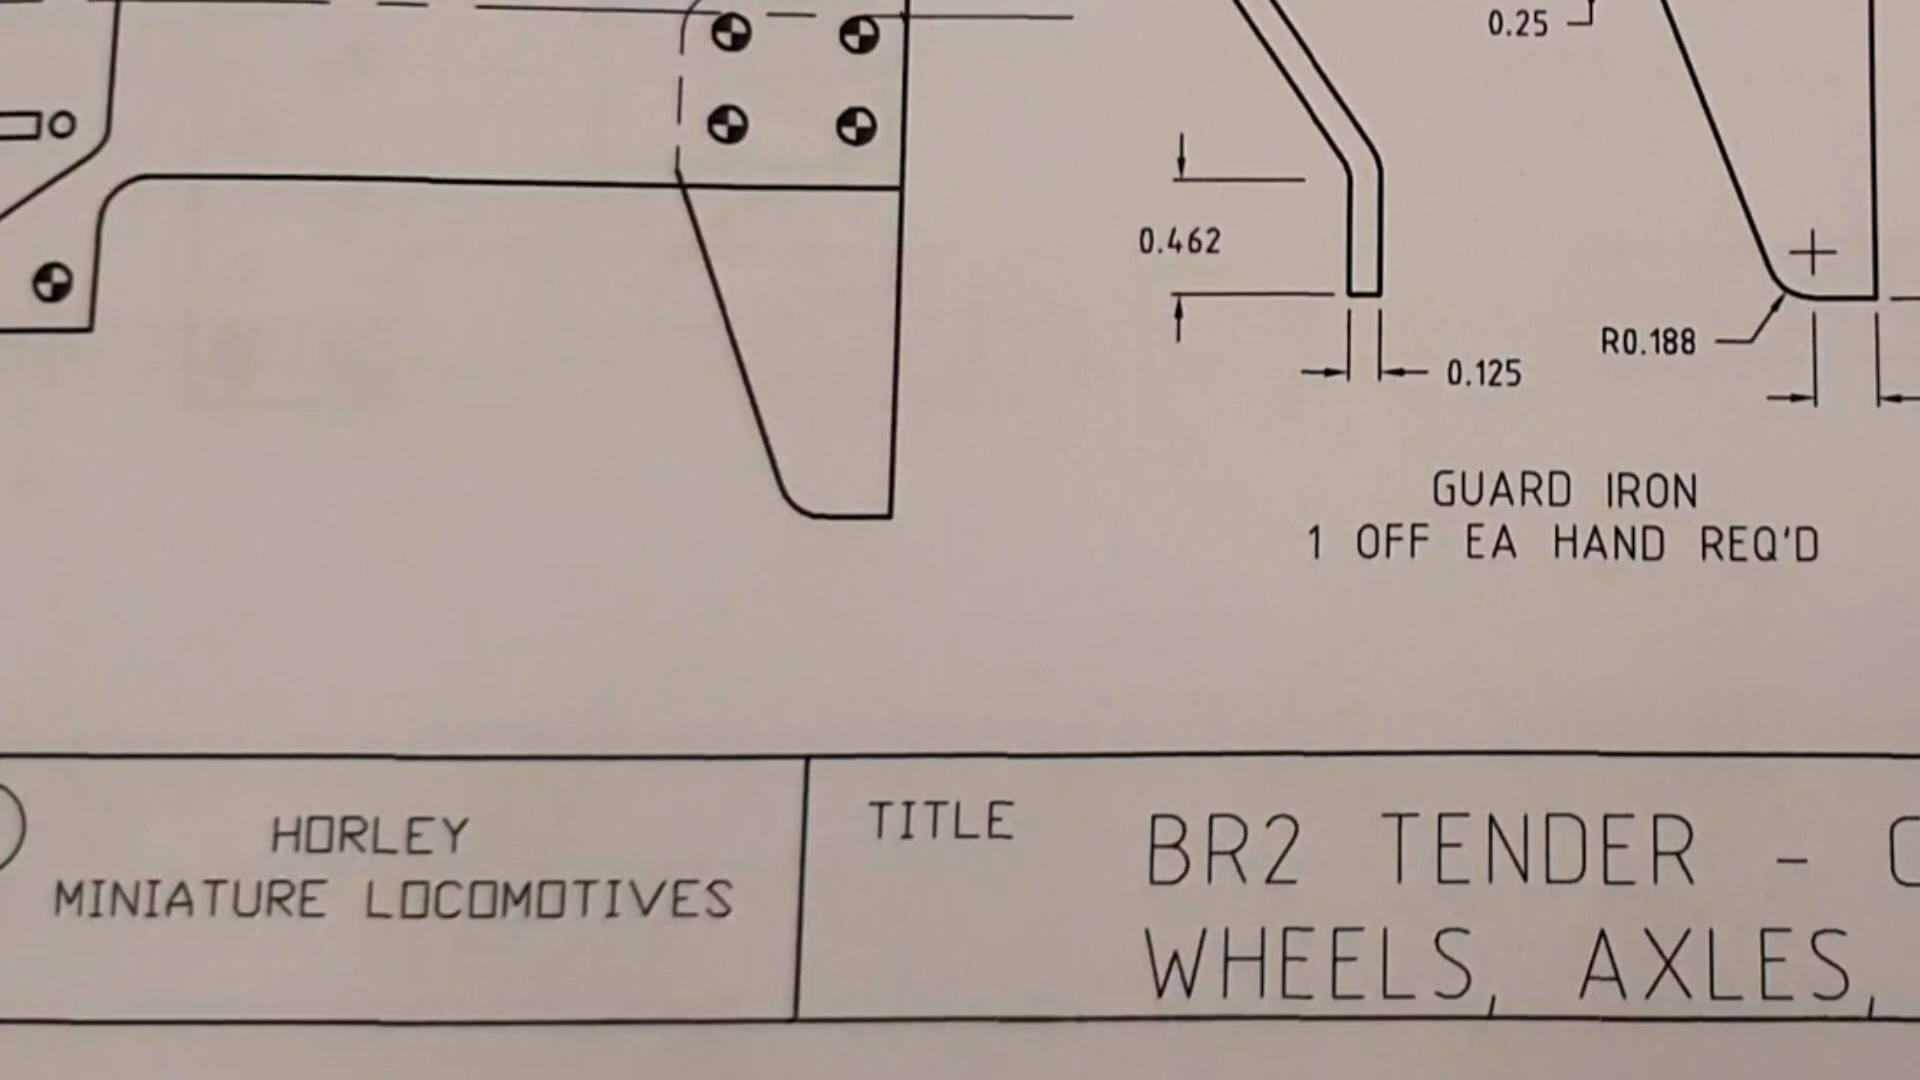 0.25
0.462
R0.188
0.125
GUARD IRON
1 OFF EA HAND REQ'D
HORLEY
MINIATURE LOCOMOTIVES
TITLE
BR2 TENDER -
WHEELS, AXLES,